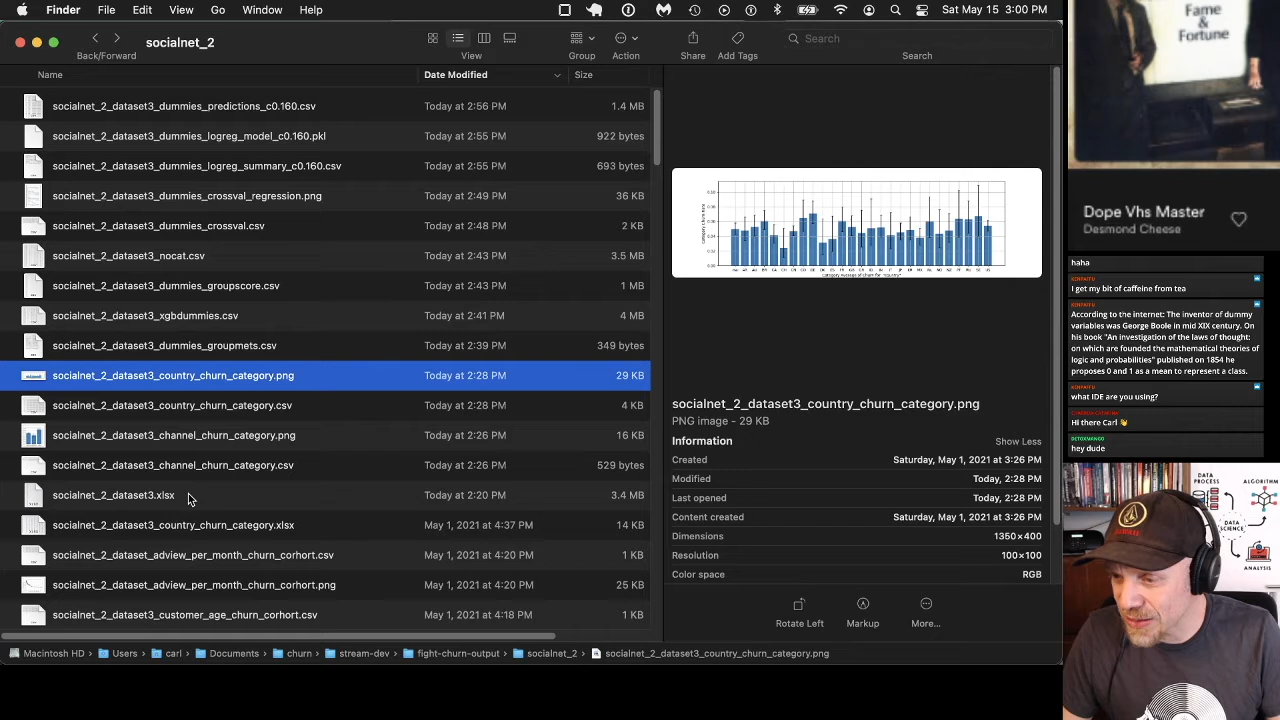 Finder File Edit View Go Window Help Sat May 15 3:00 PM
socialnet_2
Back/Forward View Group Action Share Add Tags Search
Search
Name Date Modified Size
socialnet_2_dataset3_dummies_predictions_c0.160.csv Today at 2:56 PM 1.4 MB
socialnet_2_dataset3_dummies_logreg_model_c0.160.pkl Today at 2:55 PM 922 bytes
socialnet_2_dataset3_dummies_logreg_summary_c0.160.csv Today at 2:55 PM 693 bytes
socialnet_2_dataset3_dummies_crossval_regression.png Today at 2:49 PM 36 KB
socialnet_2_dataset3_dummies_crossval.csv Today at 2:48 PM 2 KB
Today at 2:43 PM 3.5 MB
Today at 2:43 PM 1 MB
socialnet_2_dataset3_xgbdummies.csv Today at 2:41 PM 4 MB
socialnet_2_dataset3_dummies_groupmets.csv Today at 2:39 PM 349 bytes
socialnet_2_dataset3_country_churn_category.png Today at 2:28 PM 29 KB
socialnet_2_dataset3_country_churn_category.csv Today at 2:28 PM 4 KB
socialnet_2_dataset3_channel_churn_category.png Today at 2:26 PM 16 KB
socialnet_2_dataset3_channel_churn_category.csv Today at 2:26 PM 529 bytes
socialnet_2_dataset3.xlsx Today at 2:20 PM 3.4 MB
socialnet_2_dataset3_country_churn_category.xlsx May 1, 2021 at 4:37 PM 14 KB
socialnet_2_dataset_adview_per_month_churn_corhort.csv May 1, 2021 at 4:20 PM 1 KB
socialnet_2_dataset_adview_per_month_churn_corhort.png May 1, 2021 at 4:20 PM 25 KB
socialnet_2_dataset3_customer_age_churn_corhort.csv May 1, 2021 at 4:18 PM 1 KB
Macintosh HD › Users › carl › Documents › churn › stream-dev › fight-churn-output › socialnet_2 › socialnet_2_dataset3_country_churn_category.png
socialnet_2_dataset3_country_churn_category.png
PNG image - 29 KB
Information Show Less
Created Saturday, May 1, 2021 at 3:26 PM
Modified Today, 2:28 PM
Last opened Today, 2:28 PM
Content created Saturday, May 1, 2021 at 3:26 PM
Dimensions 1350×400
Resolution 100×100
Color space RGB
Rotate Left Markup More...
Fame
&
Fortune
Dope Vhs Master
Desmond Cheese
haha
I get my bit of caffeine from tea
According to the internet: The inventor of dummy
variables was George Boole in mid XIX century. On
his book "An investigation of the laws of thought:
on which are founded the mathematical theories of
logic and probabilities" published on 1854 he
proposes 0 and 1 as a mean to represent a class.
what IDE are you using?
Hi there Carl 👋
hey dude
DATA
PROCESS
ALGORITHM
DATA
SCIENCE
ANALYSIS